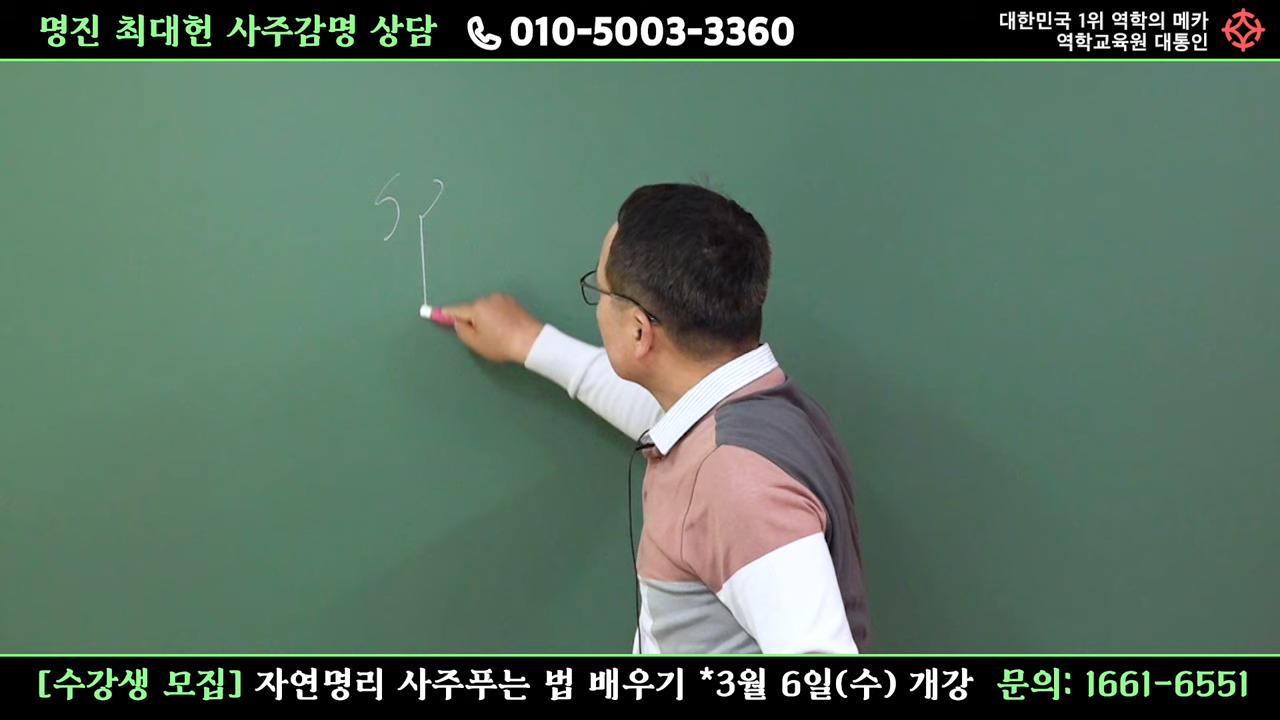 명진 최대헌 사주감명 상담 010-5003-3360
대한민국 1위 역학의 메카
역학교육원 대통인
[수강생 모집] 자연명리 사주푸는 법 배우기 *3월 6일(수) 개강 문의: 1661-6551